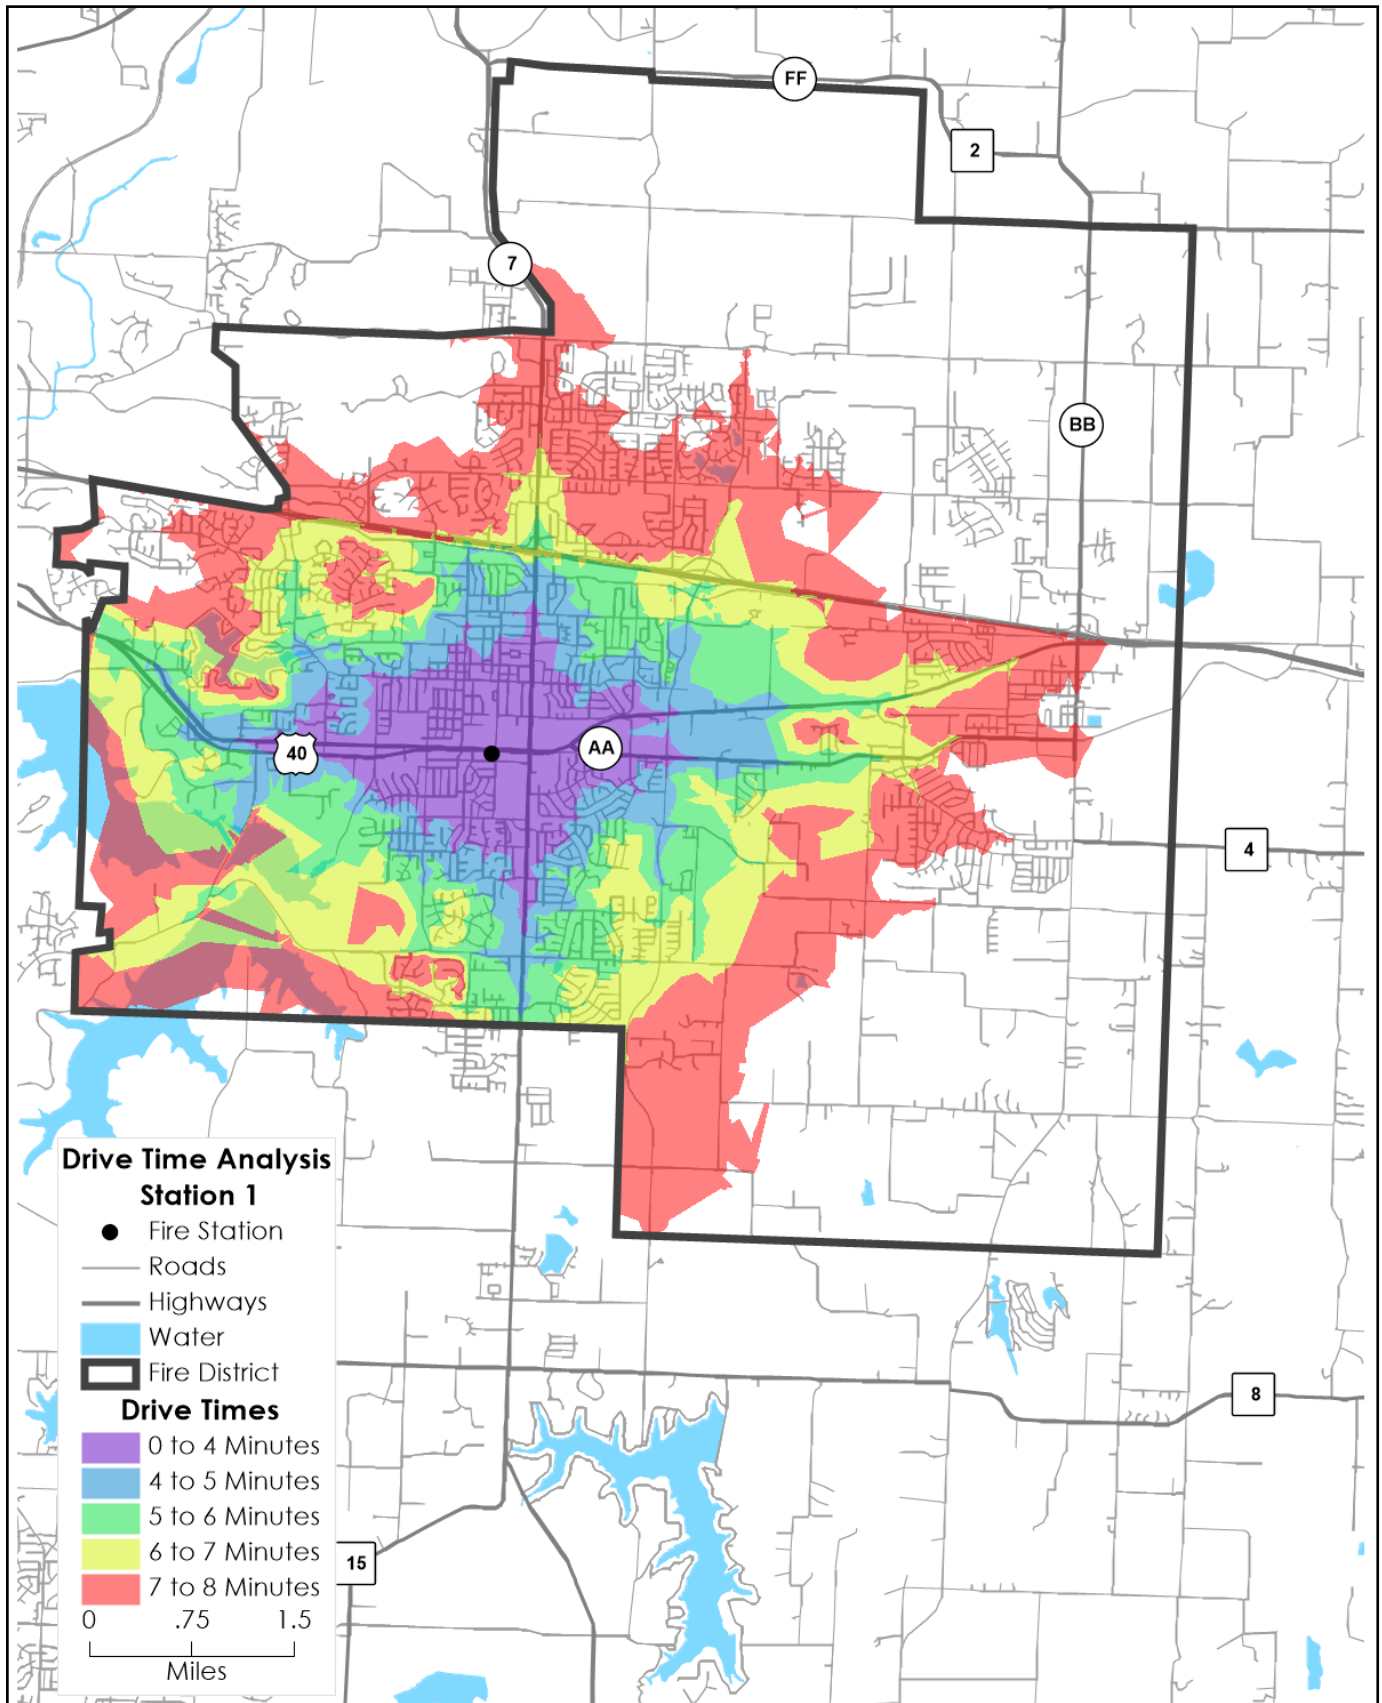 FF
2
7
BB
40
AA
4
Drive Time Analysis
Station 1
Fire Station
Roads
Highways
Water
Fire District
8
Drive Times
0 to 4 Minutes
4 to 5 Minutes
5 to 6 Minutes
6 to 7 Minutes
15
7 to 8 Minutes
0 .75 1.5
Miles